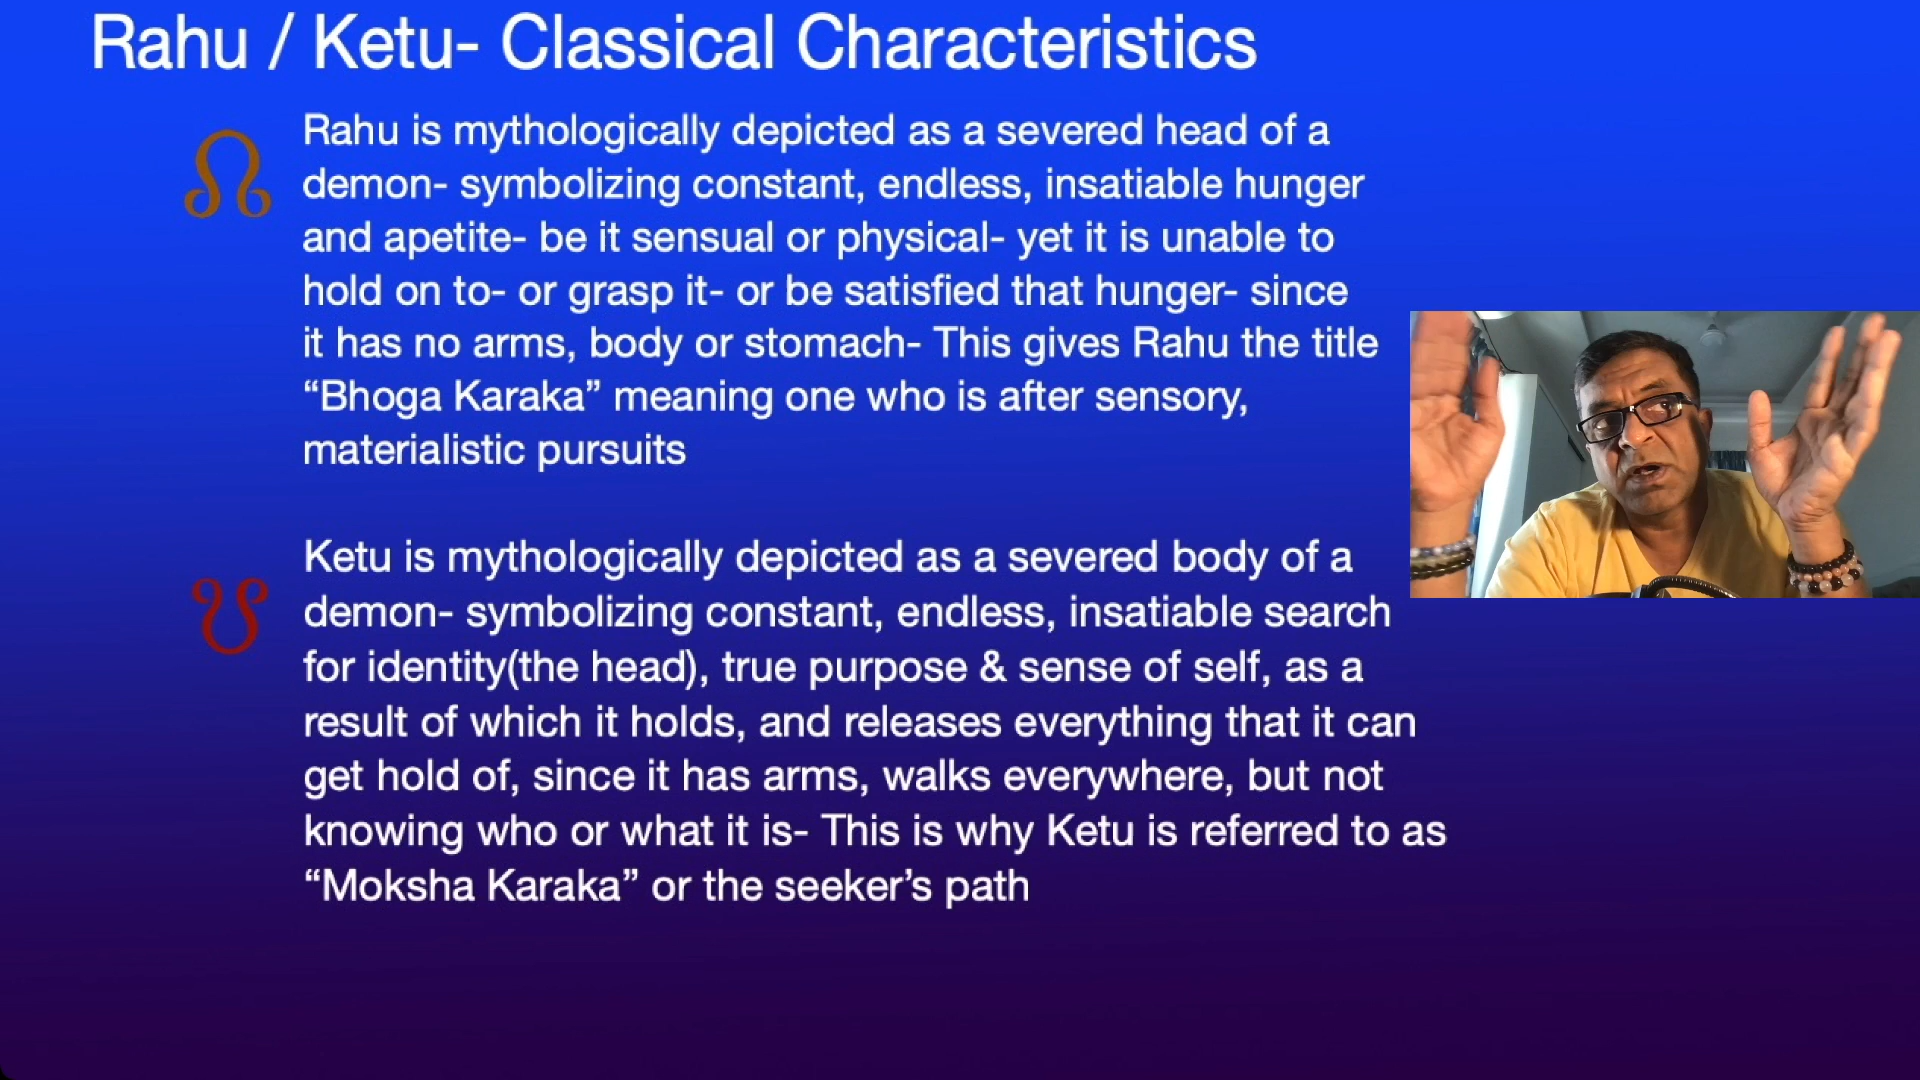 Rahu / Ketu- Classical Characteristics
Rahu is mythologically depicted as a severed head of a
demon- symbolizing constant, endless, insatiable hunger
and apetite- be it sensual or physical- yet it is unable to
hold on to- or grasp it- or be satisfied that hunger- since
it has no arms, body or stomach- This gives Rahu the title
“Bhoga Karaka” meaning one who is after sensory,
materialistic pursuits
Ketu is mythologically depicted as a severed body of a
demon- symbolizing constant, endless, insatiable search
for identity(the head), true purpose & sense of self, as a
result of which it holds, and releases everything that it can
get hold of, since it has arms, walks everywhere, but not
knowing who or what it is- This is why Ketu is referred to as
“Moksha Karaka” or the seeker’s path